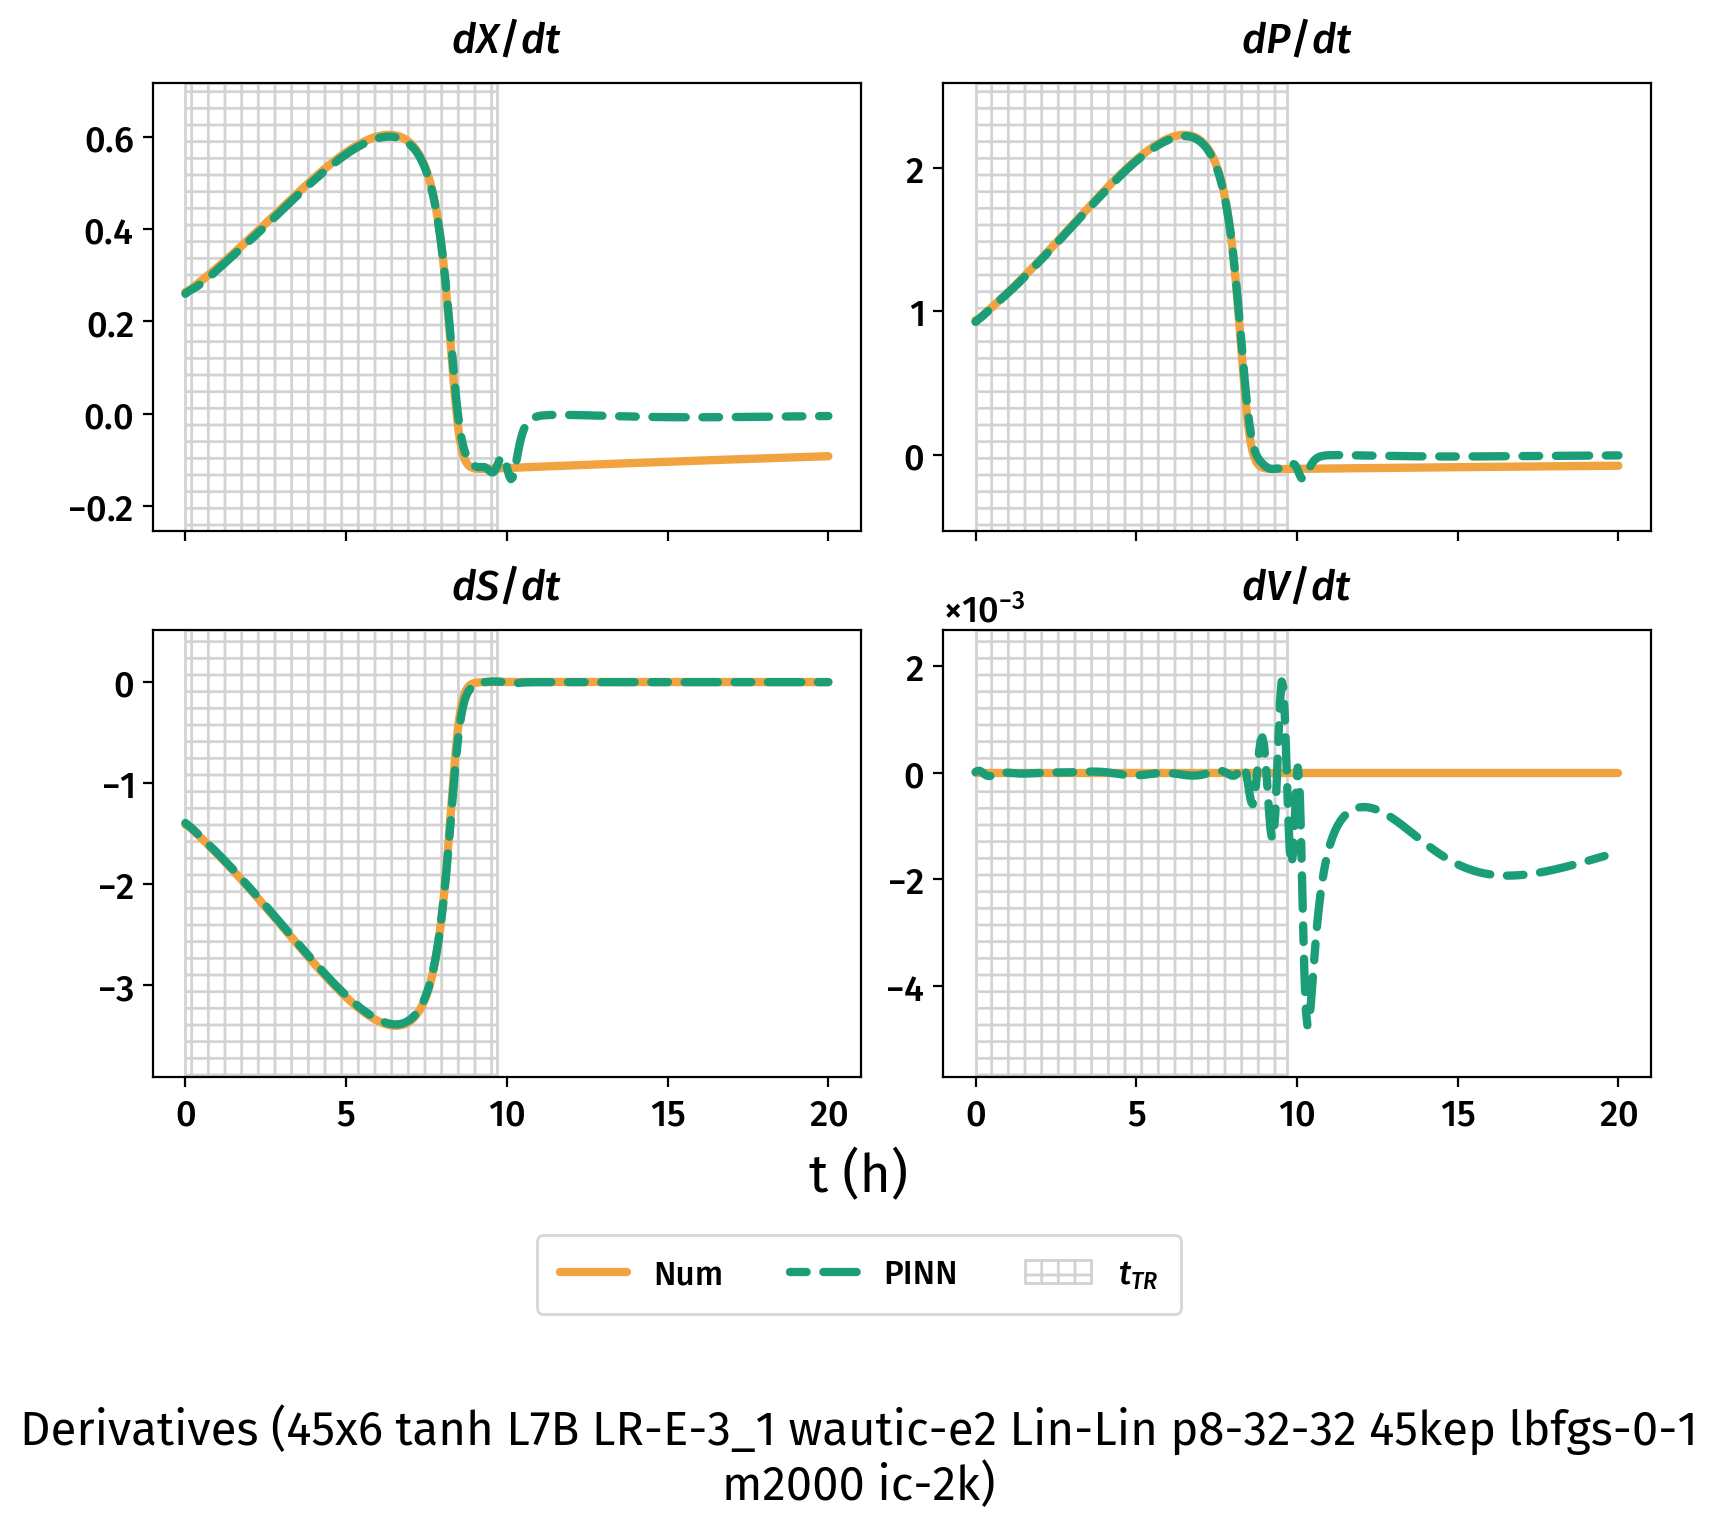 dX/dt
dP/dt
0.6
0.4
0.2
0.0
−0.2
2
1
0
dS/dt
dV/dt
×10⁻³
0
−1
−2
−3
2
0
−2
−4
0 5 10 15 20
0 5 10 15 20
t (h)
Num PINN t_TR
Derivatives (45x6 tanh L7B LR-E-3_1 wautic-e2 Lin-Lin p8-32-32 45kep lbfgs-0-1
m2000 ic-2k)